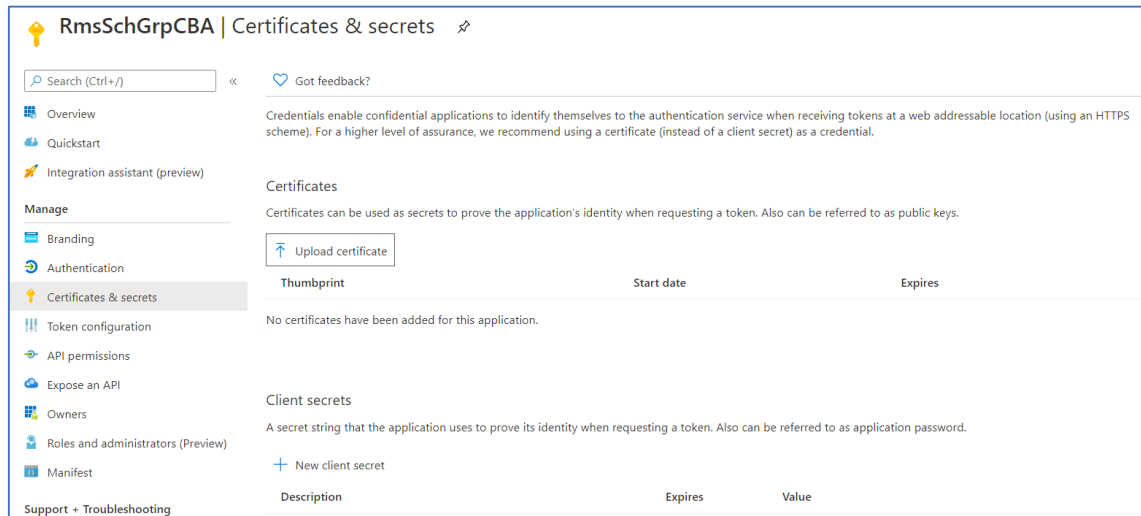 RmsSchGrpCBA | Certificates & secrets
Search (Ctrl+/)
«
Overview
Quickstart
Integration assistant (preview)
Manage
Branding
Authentication
Certificates & secrets
Token configuration
API permissions
Expose an API
Owners
Roles and administrators (Preview)
Manifest
Support + Troubleshooting
Got feedback?
Credentials enable confidential applications to identify themselves to the authentication service when receiving tokens at a web addressable location (using an HTTPS
scheme). For a higher level of assurance, we recommend using a certificate (instead of a client secret) as a credential.
Certificates
Certificates can be used as secrets to prove the application's identity when requesting a token. Also can be referred to as public keys.
Upload certificate
Thumbprint Start date Expires
No certificates have been added for this application.
Client secrets
A secret string that the application uses to prove its identity when requesting a token. Also can be referred to as application password.
New client secret
Description Expires Value